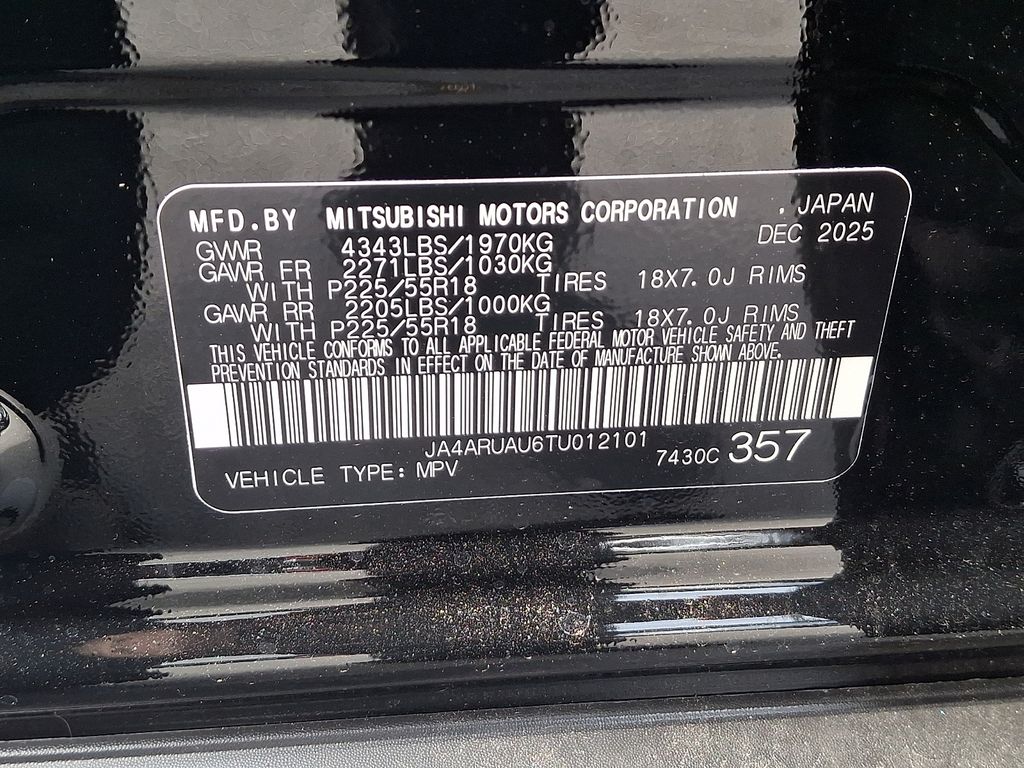 MFD.BY MITSUBISHI MOTORS CORPORATION . JAPAN
DEC 2025
GVWR 4343LBS/1970KG
GAWR FR 2271LBS/1030KG
WITH P225/55R18 TIRES 18X7.0J RIMS
GAWR RR 2205LBS/1000KG
WITH P225/55R18 TIRES 18X7.0J RIMS
THIS VEHICLE CONFORMS TO ALL APPLICABLE FEDERAL MOTOR VEHICLE SAFETY AND THEFT
PREVENTION STANDARDS IN EFFECT ON THE DATE OF MANUFACTURE SHOWN ABOVE.
JA4ARUAU6TU012101
7430C 357
VEHICLE TYPE: MPV